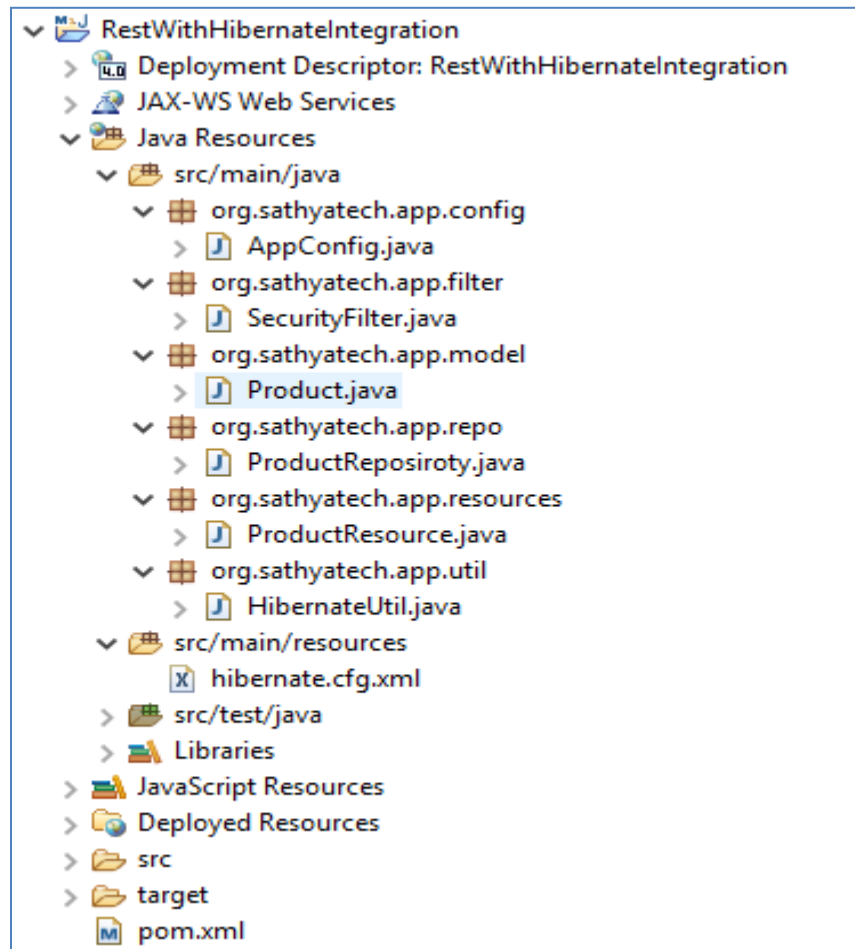 RestWithHibernateIntegration
4.0 Deployment Descriptor: RestWithHibernateIntegration
JAX-WS Web Services
Java Resources
src/main/java
org.sathyatech.app.config
J AppConfig.java
org.sathyatech.app.filter
J SecurityFilter.java
org.sathyatech.app.model
J Product.java
org.sathyatech.app.repo
J ProductReposiroty.java
org.sathyatech.app.resources
J ProductResource.java
org.sathyatech.app.util
J HibernateUtil.java
src/main/resources
X hibernate.cfg.xml
src/test/java
Libraries
JavaScript Resources
Deployed Resources
src
target
M pom.xml